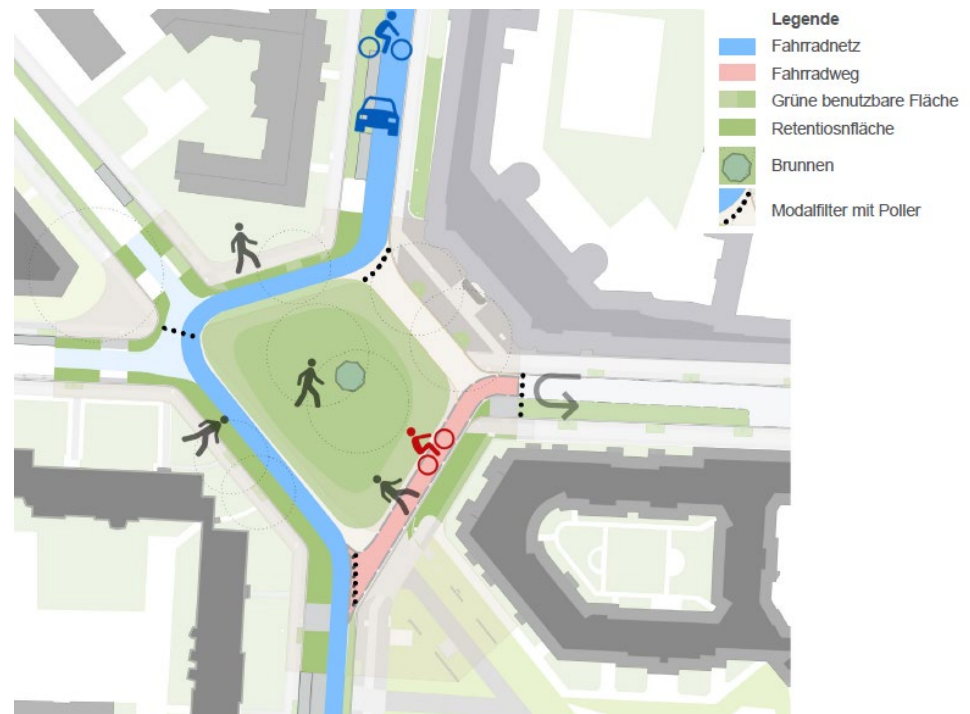 Legende
Fahrradnetz
Fahrradweg
Grüne benutzbare Fläche
Retentiosnfläche
Brunnen
Modalfilter mit Poller